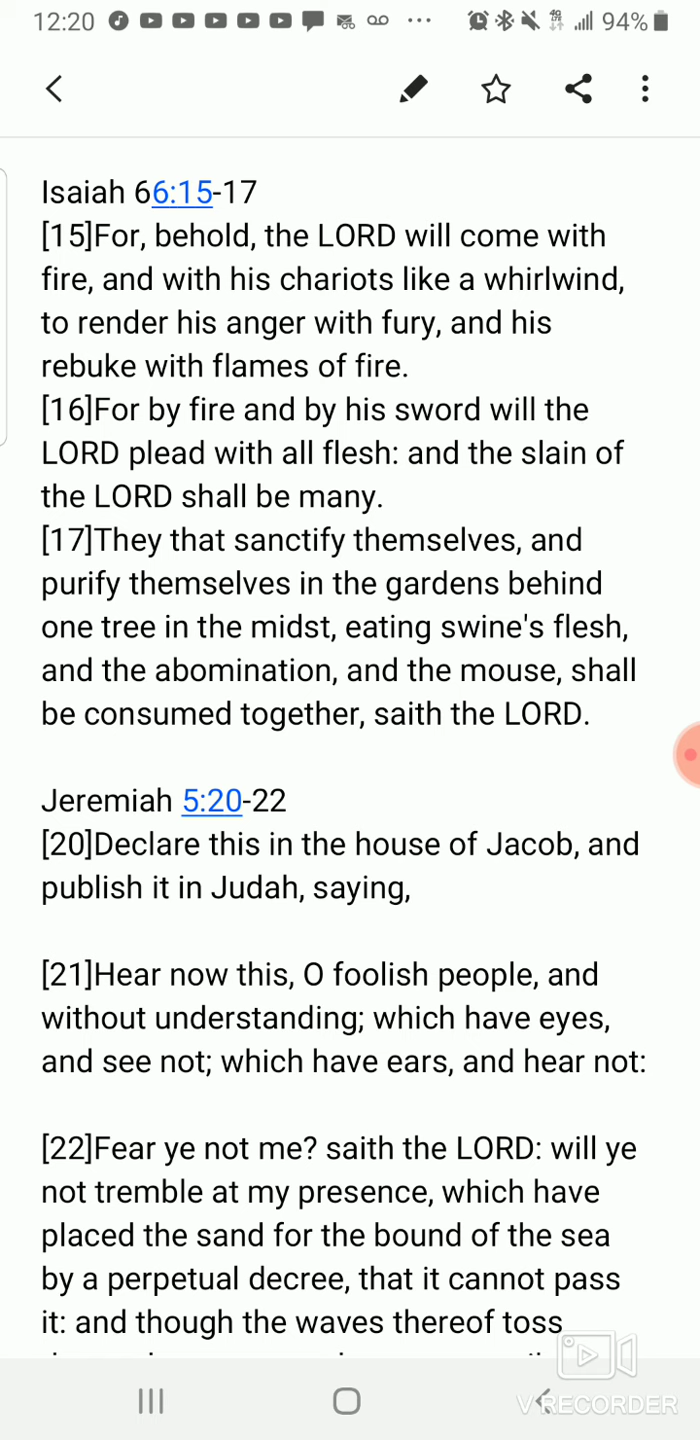 12:20
94%
Isaiah 66:15-17
[15]For, behold, the LORD will come with
fire, and with his chariots like a whirlwind,
to render his anger with fury, and his
rebuke with flames of fire.
[16]For by fire and by his sword will the
LORD plead with all flesh: and the slain of
the LORD shall be many.
[17]They that sanctify themselves, and
purify themselves in the gardens behind
one tree in the midst, eating swine's flesh,
and the abomination, and the mouse, shall
be consumed together, saith the LORD.
Jeremiah 5:20-22
[20]Declare this in the house of Jacob, and
publish it in Judah, saying,
[21]Hear now this, O foolish people, and
without understanding; which have eyes,
and see not; which have ears, and hear not:
[22]Fear ye not me? saith the LORD: will ye
not tremble at my presence, which have
placed the sand for the bound of the sea
by a perpetual decree, that it cannot pass
it: and though the waves thereof toss
V RECORDER